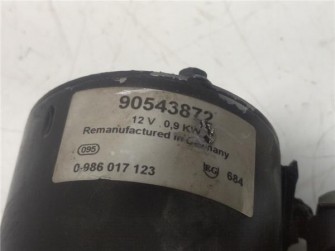 90543872
12 V 0,9 KW
Remanufactured in Germany
095
0-986 017 123
684